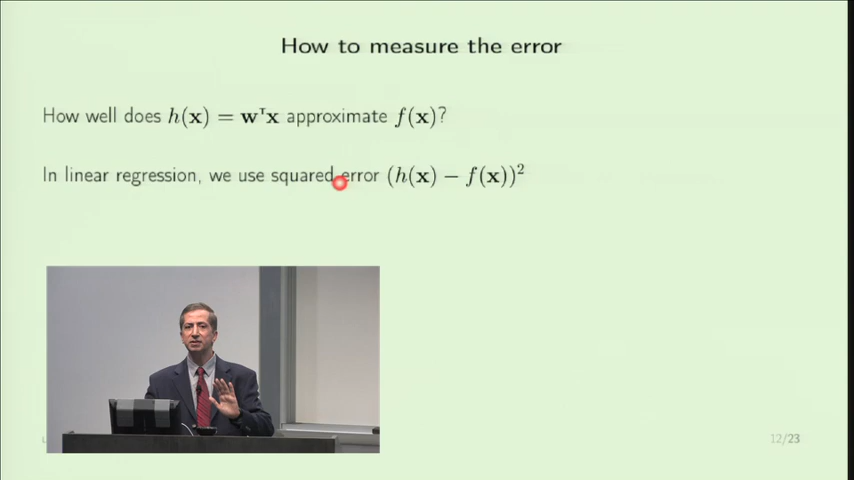 How to measure the error
How well does h(x) = wᵀx approximate f(x)?
In linear regression, we use squared error (h(x) − f(x))²
12/23